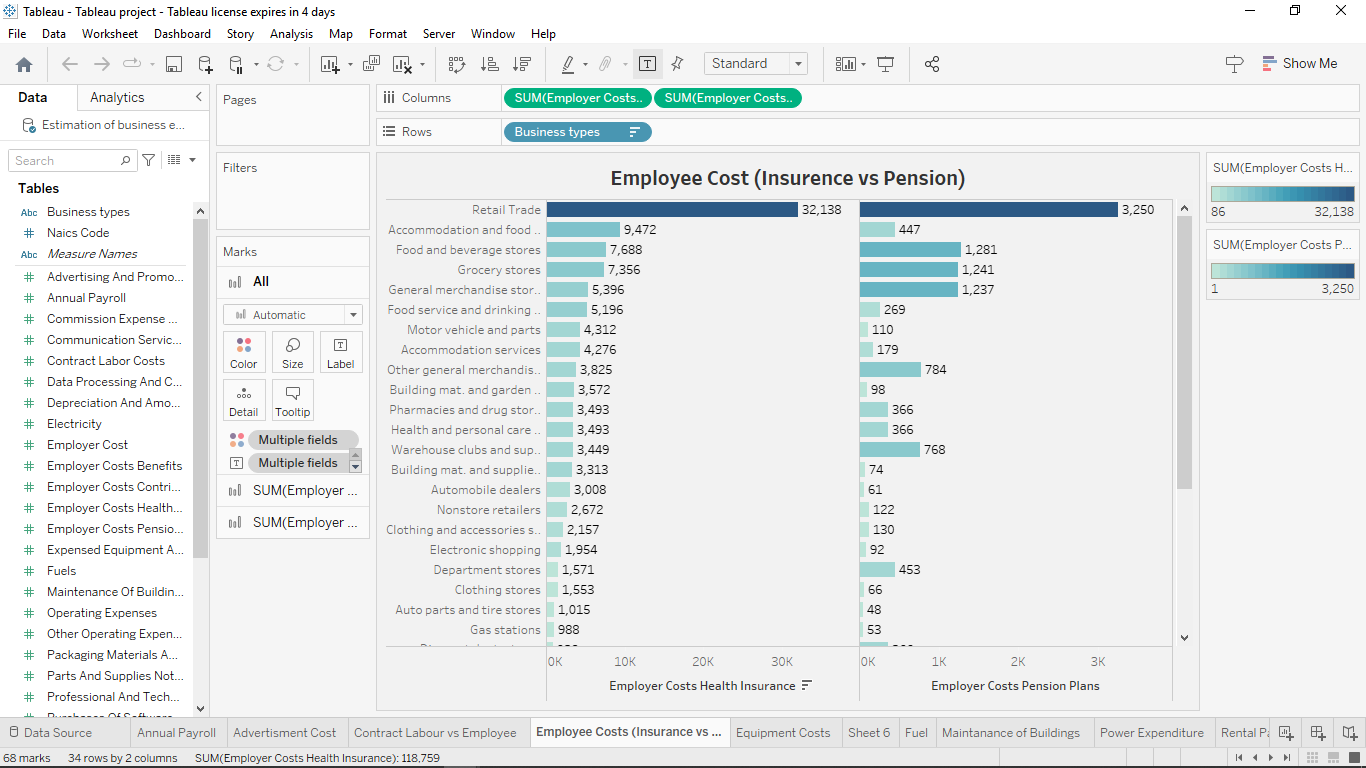 Tableau - Tableau project - Tableau license expires in 4 days
File Data Worksheet Dashboard Story Analysis Map Format Server Window Help
Standard
Show Me
Data Analytics
Estimation of business e...
Search
Tables
Abc Business types
# Naics Code
Abc Measure Names
# Advertising And Promo...
# Annual Payroll
# Commission Expense ...
# Communication Servic...
# Contract Labor Costs
# Data Processing And C...
# Depreciation And Amo...
# Electricity
# Employer Cost
# Employer Costs Benefits
# Employer Costs Contri...
# Employer Costs Health...
# Employer Costs Pensio...
# Expensed Equipment A...
# Fuels
# Maintenance Of Buildin...
# Operating Expenses
# Other Operating Expen...
# Packaging Materials A...
# Parts And Supplies Not...
# Professional And Tech...
Pages
Filters
Marks
All
Automatic
Color Size Label
Detail Tooltip
Multiple fields
Multiple fields
SUM(Employer ...
SUM(Employer ...
Columns SUM(Employer Costs.. SUM(Employer Costs..
Rows Business types
Employee Cost (Insurence vs Pension)
Retail Trade 32,138 3,250
Accommodation and food .. 9,472 447
Food and beverage stores 7,688 1,281
Grocery stores 7,356 1,241
General merchandise stor.. 5,396 1,237
Food service and drinking .. 5,196 269
Motor vehicle and parts 4,312 110
Accommodation services 4,276 179
Other general merchandis.. 3,825 784
Building mat. and garden .. 3,572 98
Pharmacies and drug stor.. 3,493 366
Health and personal care .. 3,493 366
Warehouse clubs and sup.. 3,449 768
Building mat. and supplie.. 3,313 74
Automobile dealers 3,008 61
Nonstore retailers 2,672 122
Clothing and accessories s.. 2,157 130
Electronic shopping 1,954 92
Department stores 1,571 453
Clothing stores 1,553 66
Auto parts and tire stores 1,015 48
Gas stations 988 53
0K 10K 20K 30K 0K 1K 2K 3K
Employer Costs Health Insurance Employer Costs Pension Plans
SUM(Employer Costs H...
86 32,138
SUM(Employer Costs P...
1 3,250
Data Source Annual Payroll Advertisment Cost Contract Labour vs Employee Employee Costs (Insurance vs ... Equipment Costs Sheet 6 Fuel Maintanance of Buildings Power Expenditure Rental Pa
68 marks 34 rows by 2 columns SUM(Employer Costs Health Insurance): 118,759